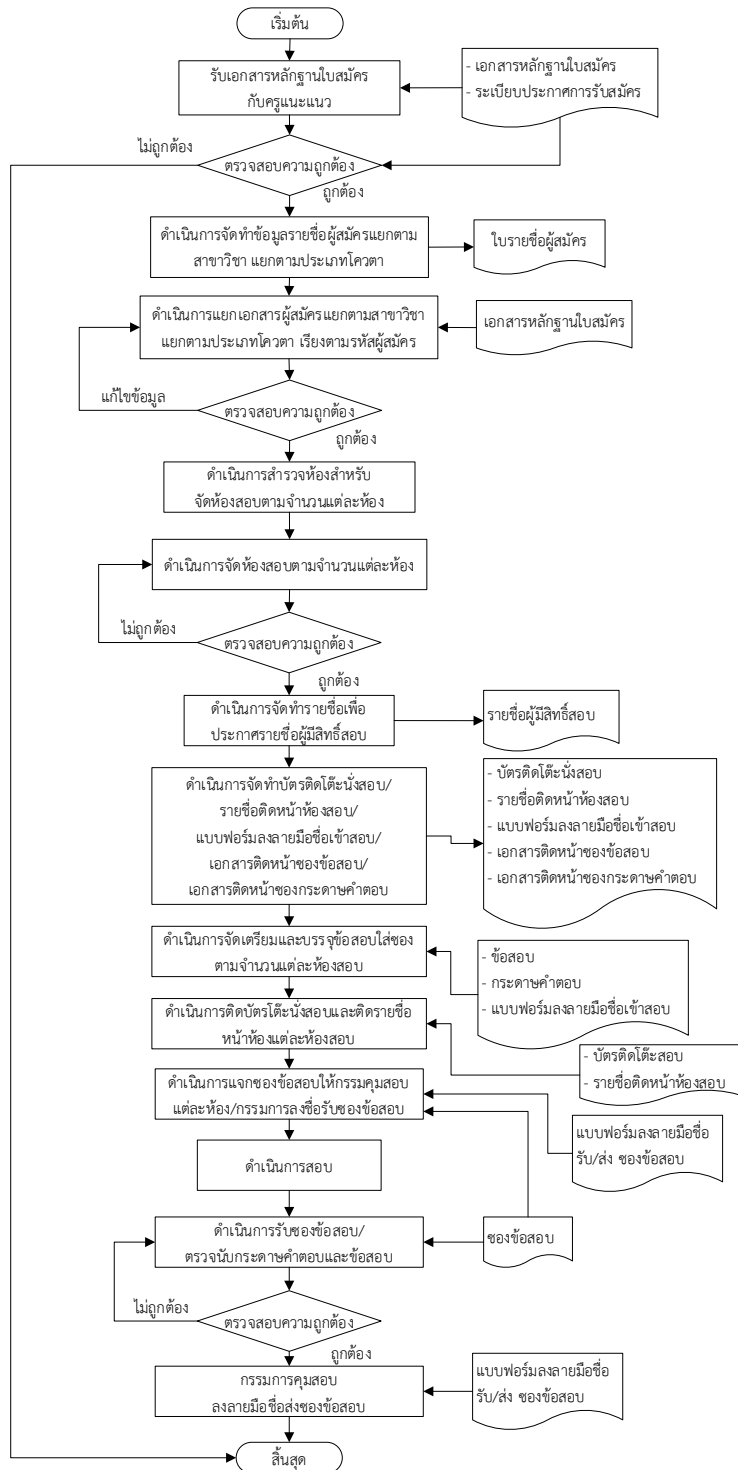 เริ่มต้น
รับเอกสารหลักฐานใบสมัคร
กับครูแนะแนว
- เอกสารหลักฐานใบสมัคร
- ระเบียบประกาศการรับสมัคร
ไม่ถูกต้อง
ตรวจสอบความถูกต้อง
ถูกต้อง
ดำเนินการจัดทำข้อมูลรายชื่อผู้สมัครแยกตาม
สาขาวิชา แยกตามประเภทโควตา
ใบรายชื่อผู้สมัคร
ดำเนินการแยกเอกสารผู้สมัครแยกตามสาขาวิชา
แยกตามประเภทโควตา เรียงตามรหัสผู้สมัคร
เอกสารหลักฐานใบสมัคร
แก้ไขข้อมูล
ตรวจสอบความถูกต้อง
ถูกต้อง
ดำเนินการสำรวจห้องสำหรับ
จัดห้องสอบตามจำนวนแต่ละห้อง
ดำเนินการจัดห้องสอบตามจำนวนแต่ละห้อง
ไม่ถูกต้อง
ตรวจสอบความถูกต้อง
ถูกต้อง
ดำเนินการจัดทำรายชื่อเพื่อ
ประกาศรายชื่อผู้มีสิทธิ์สอบ
รายชื่อผู้มีสิทธิ์สอบ
ดำเนินการจัดทำบัตรติดโต๊ะนั่งสอบ/
รายชื่อติดหน้าห้องสอบ/
แบบฟอร์มลงลายมือชื่อเข้าสอบ/
เอกสารติดหน้าซองข้อสอบ/
เอกสารติดหน้าซองกระดาษคำตอบ
- บัตรติดโต๊ะนั่งสอบ
- รายชื่อติดหน้าห้องสอบ
- แบบฟอร์มลงลายมือชื่อเข้าสอบ
- เอกสารติดหน้าซองข้อสอบ
- เอกสารติดหน้าซองกระดาษคำตอบ
ดำเนินการจัดเตรียมและบรรจุข้อสอบใส่ซอง
ตามจำนวนแต่ละห้องสอบ
- ข้อสอบ
- กระดาษคำตอบ
- แบบฟอร์มลงลายมือชื่อเข้าสอบ
ดำเนินการติดบัตรโต๊ะนั่งสอบและติดรายชื่อ
หน้าห้องแต่ละห้องสอบ
- บัตรติดโต๊ะสอบ
- รายชื่อติดหน้าห้องสอบ
ดำเนินการแจกซองข้อสอบให้กรรมคุมสอบ
แต่ละห้อง/กรรมการลงชื่อรับซองข้อสอบ
แบบฟอร์มลงลายมือชื่อ
รับ/ส่ง ซองข้อสอบ
ดำเนินการสอบ
ดำเนินการรับซองข้อสอบ/
ตรวจนับกระดาษคำตอบและข้อสอบ
ซองข้อสอบ
ไม่ถูกต้อง
ตรวจสอบความถูกต้อง
ถูกต้อง
กรรมการคุมสอบ
ลงลายมือชื่อส่งซองข้อสอบ
แบบฟอร์มลงลายมือชื่อ
รับ/ส่ง ซองข้อสอบ
สิ้นสุด